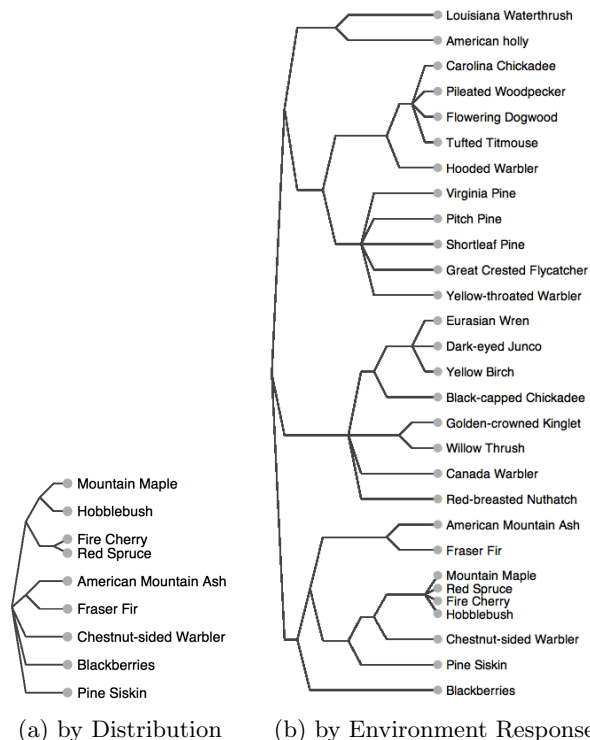 Louisiana Waterthrush
American holly
Carolina Chickadee
Pileated Woodpecker
Flowering Dogwood
Tufted Titmouse
Hooded Warbler
Virginia Pine
Pitch Pine
Shortleaf Pine
Great Crested Flycatcher
Yellow-throated Warbler
Eurasian Wren
Dark-eyed Junco
Yellow Birch
Black-capped Chickadee
Golden-crowned Kinglet
Willow Thrush
Canada Warbler
Red-breasted Nuthatch
American Mountain Ash
Fraser Fir
Mountain Maple
Red Spruce
Fire Cherry
Hobblebush
Chestnut-sided Warbler
Pine Siskin
Blackberries
Mountain Maple
Hobblebush
Fire Cherry
Red Spruce
American Mountain Ash
Fraser Fir
Chestnut-sided Warbler
Blackberries
Pine Siskin
(a) by Distribution
(b) by Environment Response